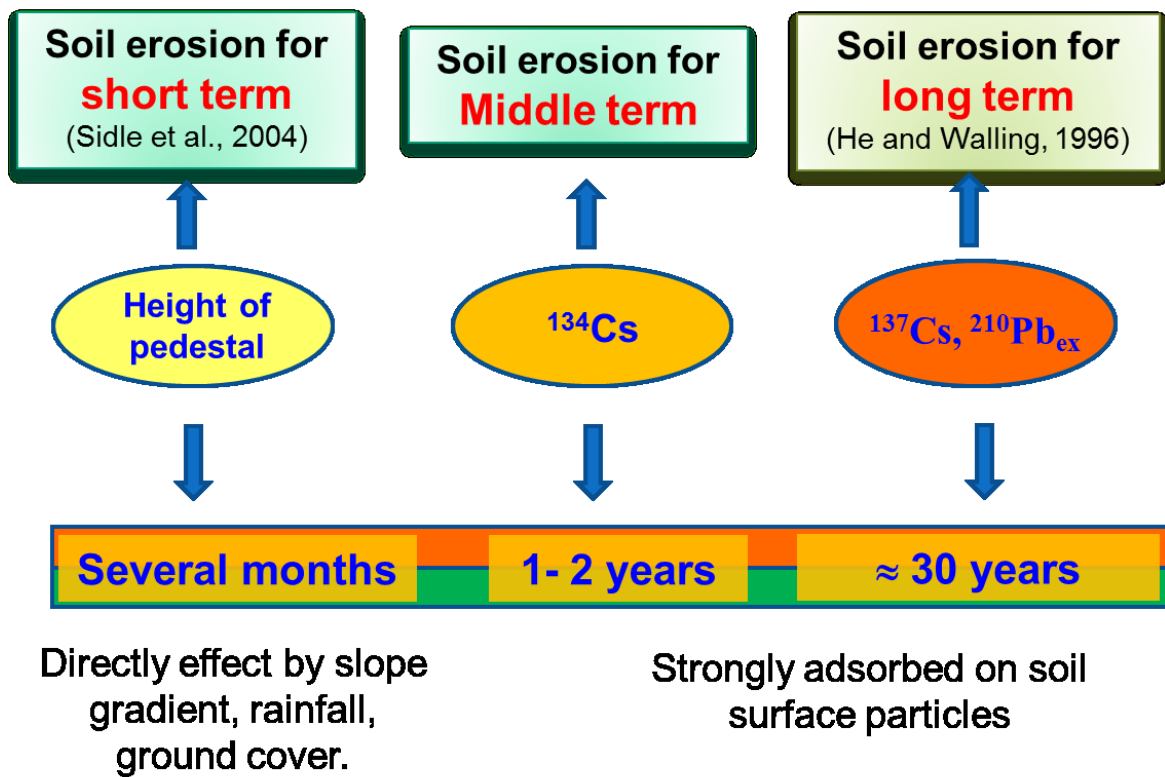 Soil erosion for
short term
(Sidle et al., 2004)
Soil erosion for
Middle term
Soil erosion for
long term
(He and Walling, 1996)
Height of
pedestal
¹³⁴Cs
¹³⁷Cs, ²¹⁰Pbₑₓ
Several months
1- 2 years
≈ 30 years
Directly effect by slope
gradient, rainfall,
ground cover.
Strongly adsorbed on soil
surface particles